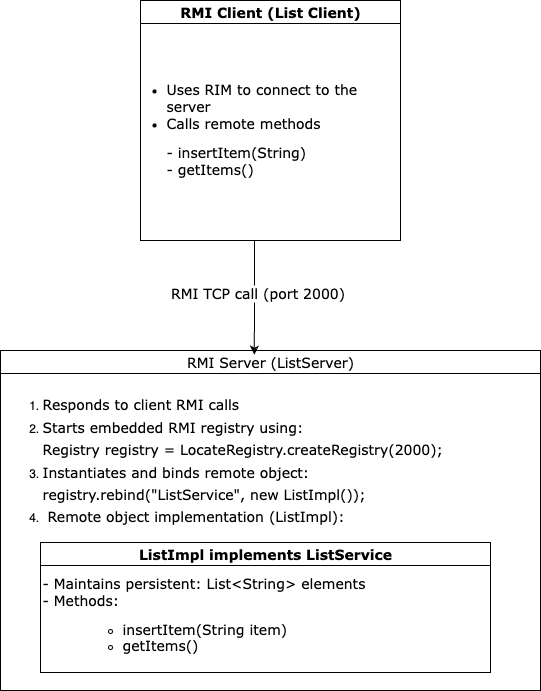 RMI Client (List Client)
• Uses RIM to connect to the
server
• Calls remote methods
- insertItem(String)
- getItems()
RMI TCP call (port 2000)
RMI Server (ListServer)
1. Responds to client RMI calls
2. Starts embedded RMI registry using:
Registry registry = LocateRegistry.createRegistry(2000);
3. Instantiates and binds remote object:
registry.rebind("ListService", new ListImpl());
4. Remote object implementation (ListImpl):
ListImpl implements ListService
- Maintains persistent: List<String> elements
- Methods:
◦ insertItem(String item)
◦ getItems()